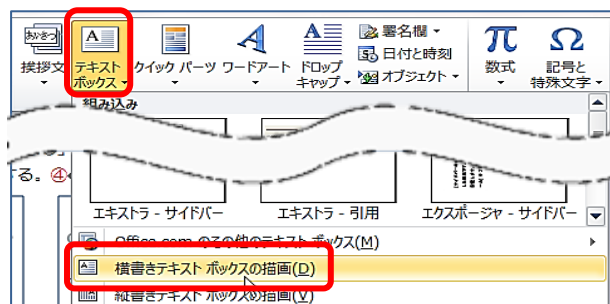 あいさつ
挨拶文
A
テキスト
ボックス
クイック パーツ
ワードアート
A
ドロップ
キャップ
署名欄
日付と時刻
オブジェクト
π
数式
Ω
記号と
特殊文字
組み込み
する。④
エキストラ - サイドバー
エキストラ - 引用
エクスポージャ - サイドバー
Office.com のその他のテキスト ボックス(M)
横書きテキスト ボックスの描画(D)
縦書きテキスト ボックスの描画(V)